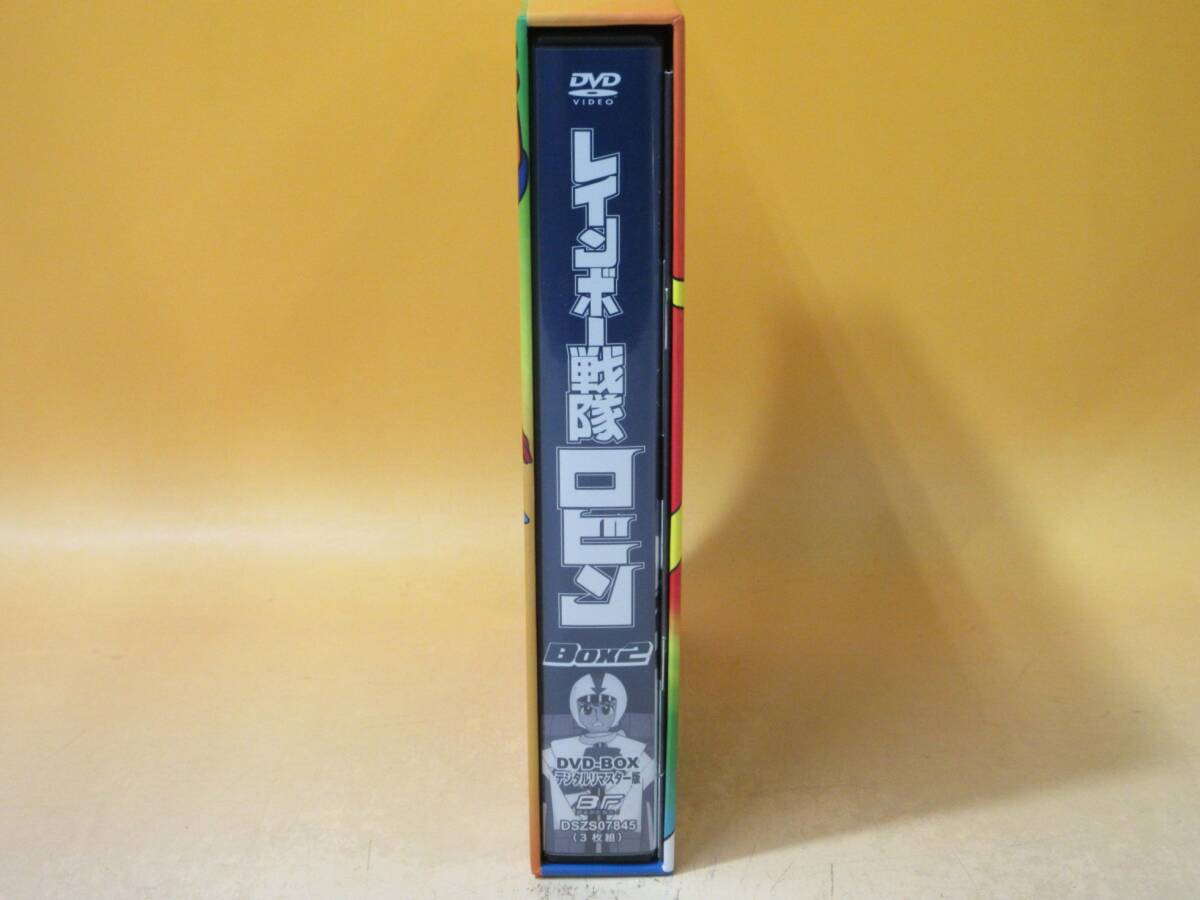 DVD
VIDEO
レインボー戦隊
ロビン
Box2
DVD-BOX
デジタルリマスター版
BF
DSZS07845
(3枚組)